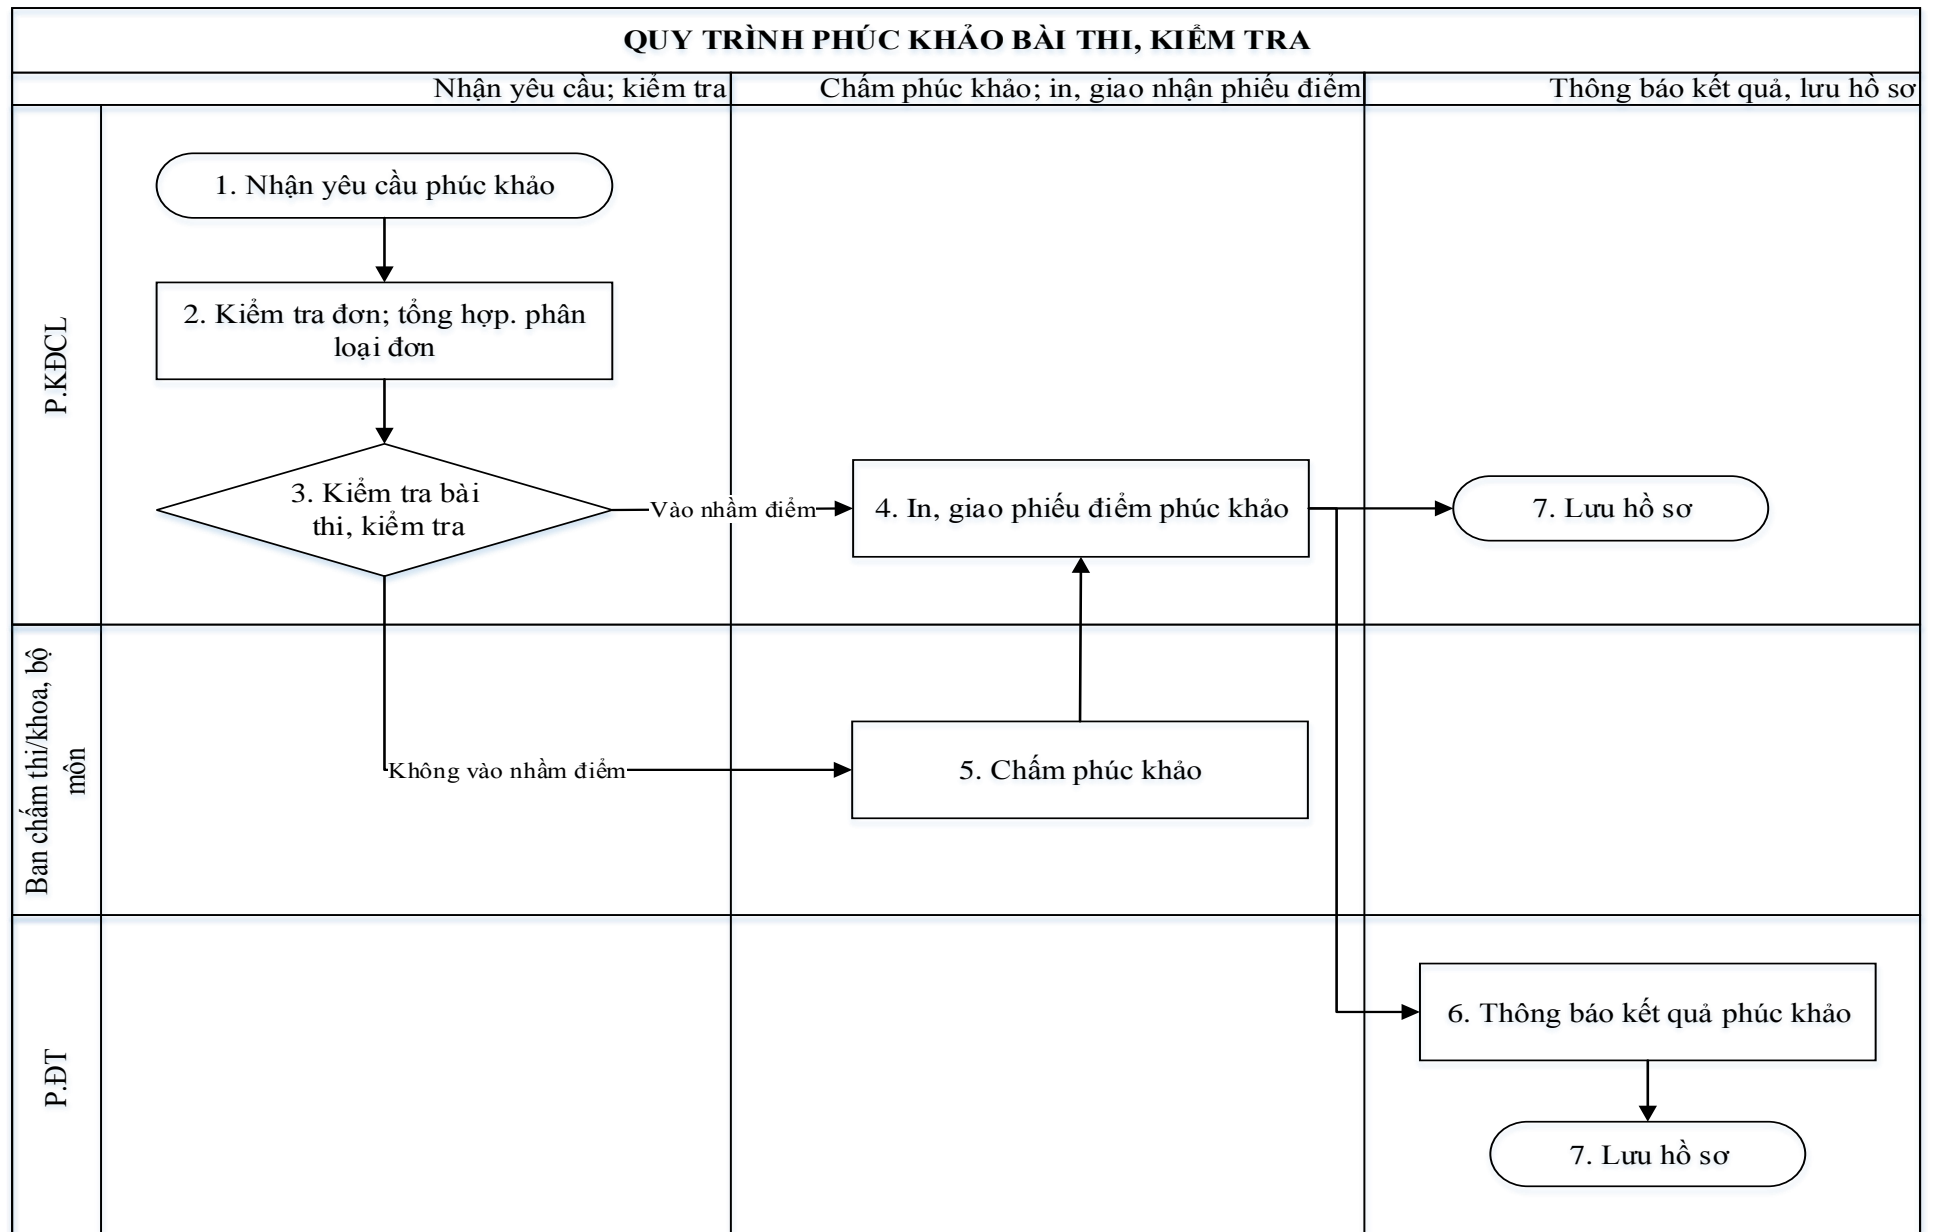 QUY TRÌNH PHÚC KHẢO BÀI THI, KIỂM TRA
Nhận yêu cầu; kiểm tra
Chấm phúc khảo; in, giao nhận phiếu điểm
Thông báo kết quả, lưu hồ sơ
P.KĐCL
1. Nhận yêu cầu phúc khảo
2. Kiểm tra đơn; tổng hợp. phân
loại đơn
3. Kiểm tra bài
thi, kiểm tra
Vào nhầm điểm
4. In, giao phiếu điểm phúc khảo
7. Lưu hồ sơ
Ban chấm thi/khoa, bộ
môn
Không vào nhầm điểm
5. Chấm phúc khảo
P.ĐT
6. Thông báo kết quả phúc khảo
7. Lưu hồ sơ